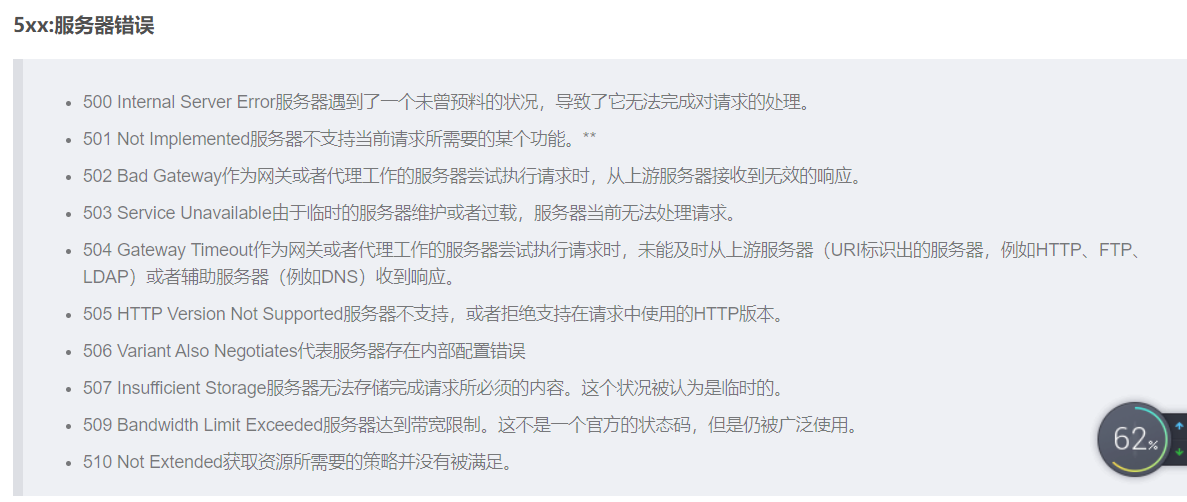 5xx:服务器错误
500 Internal Server Error服务器遇到了一个未曾预料的状况，导致了它无法完成对请求的处理。
501 Not Implemented服务器不支持当前请求所需要的某个功能。**
502 Bad Gateway作为网关或者代理工作的服务器尝试执行请求时，从上游服务器接收到无效的响应。
503 Service Unavailable由于临时的服务器维护或者过载，服务器当前无法处理请求。
504 Gateway Timeout作为网关或者代理工作的服务器尝试执行请求时，未能及时从上游服务器（URI标识出的服务器，例如HTTP、FTP、
LDAP）或者辅助服务器（例如DNS）收到响应。
505 HTTP Version Not Supported服务器不支持，或者拒绝支持在请求中使用的HTTP版本。
506 Variant Also Negotiates代表服务器存在内部配置错误
507 Insufficient Storage服务器无法存储完成请求所必须的内容。这个状况被认为是临时的。
509 Bandwidth Limit Exceeded服务器达到带宽限制。这不是一个官方的状态码，但是仍被广泛使用。
510 Not Extended获取资源所需要的策略并没有被满足。
62%